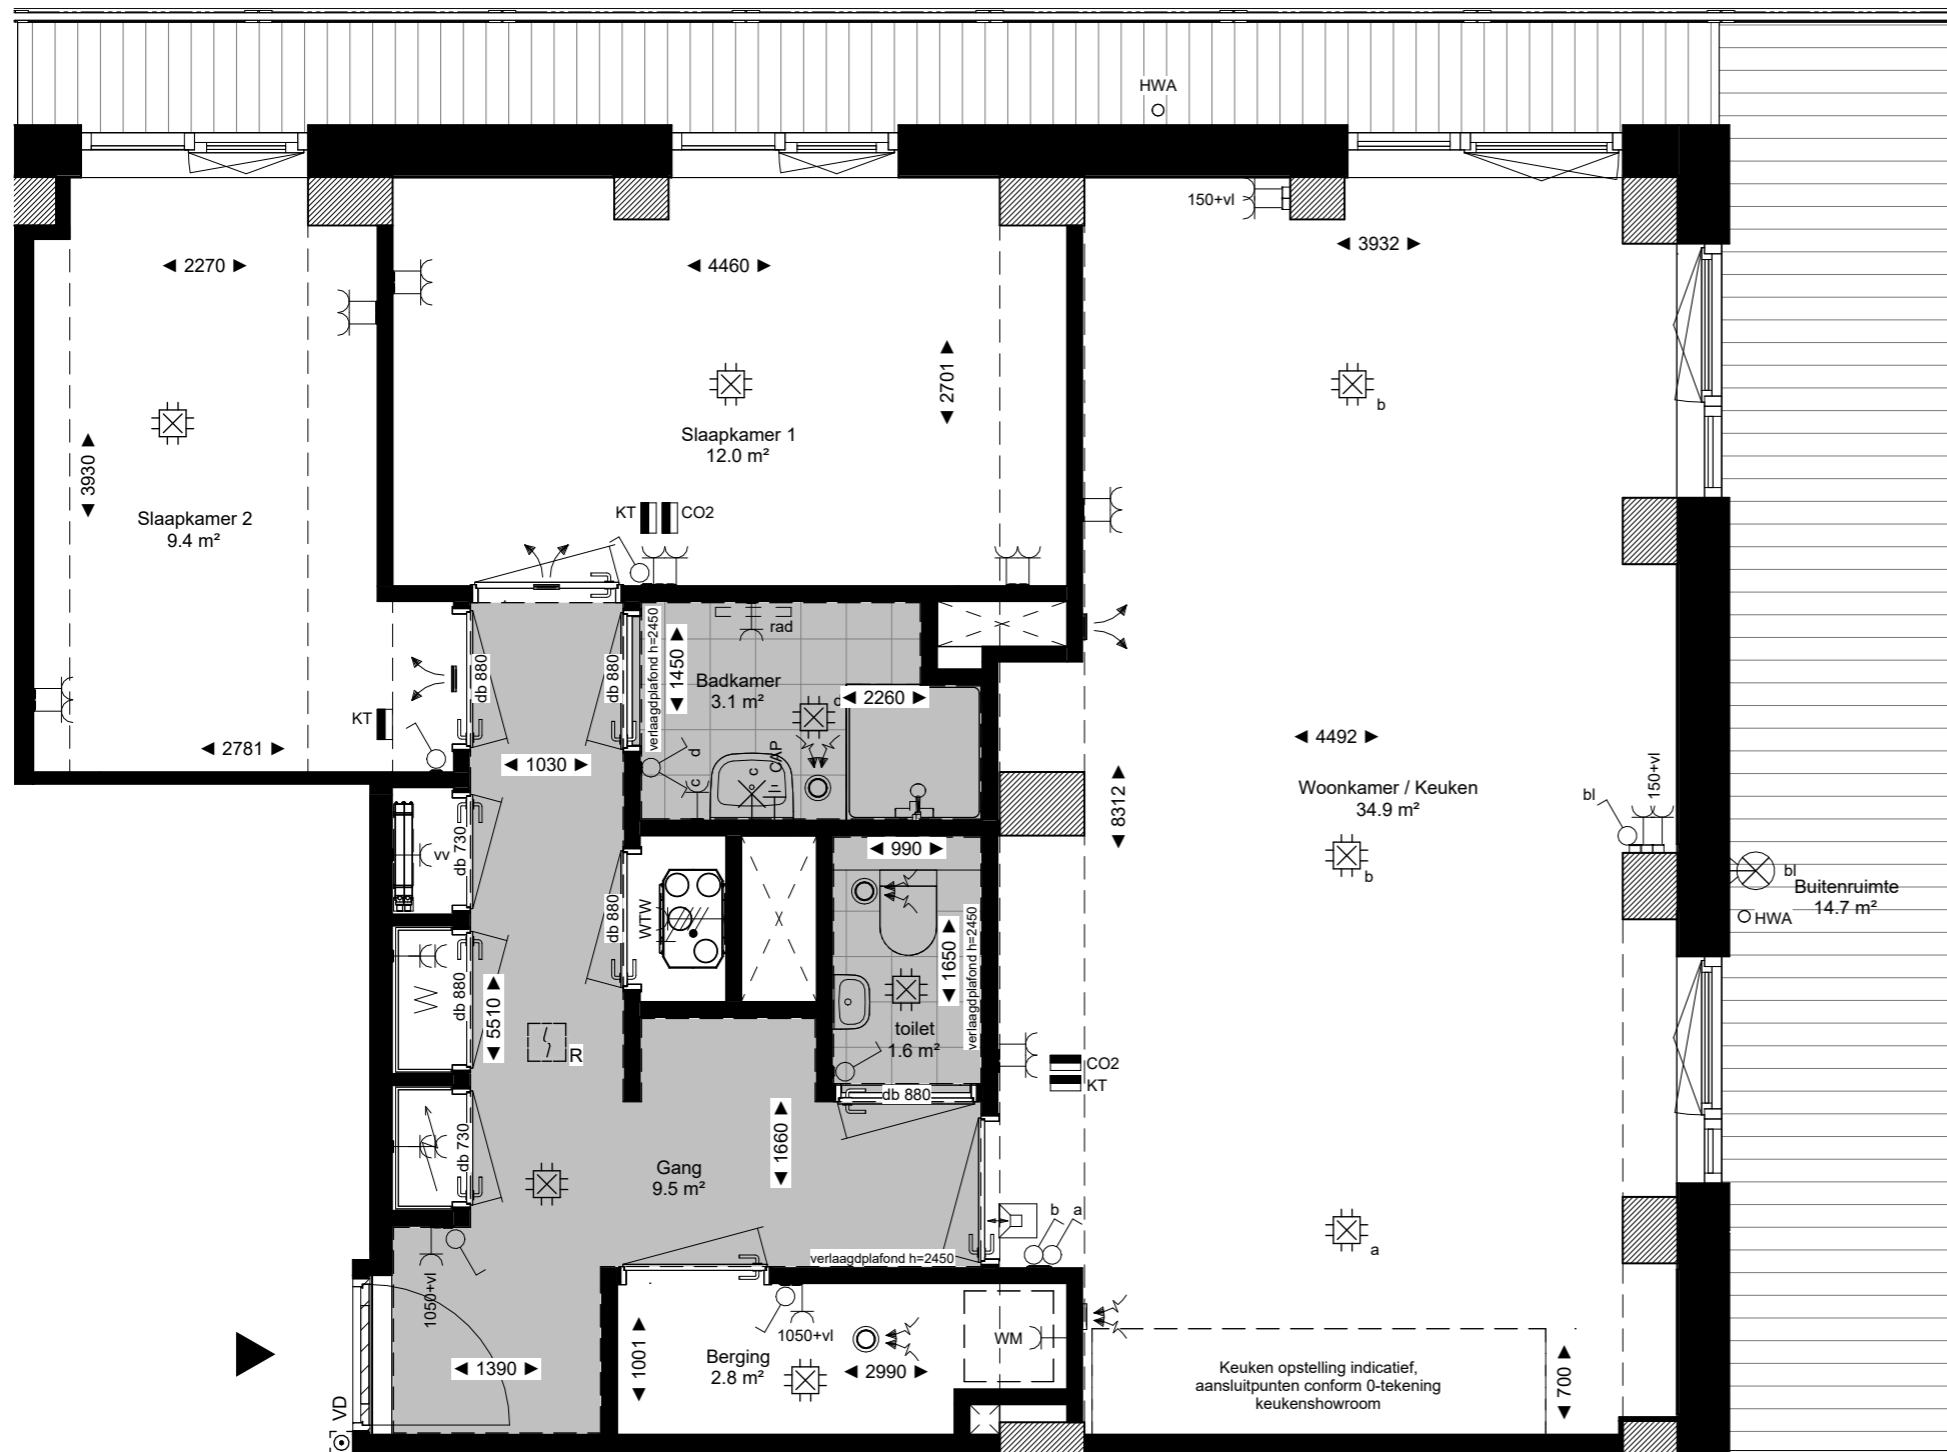 HWA
150+vl
◄ 2270 ►
◄ 4460 ►
◄ 3932 ►
◄ 2701 ►
b
◄ 3930 ►
Slaapkamer 1
12.0 m²
Slaapkamer 2
9.4 m²
KT
CO2
verlaagdplafond h=2450
◄ 1450 ►
rad
db 880
db 880
Badkamer
3.1 m²
◄ 2260 ►
KT
◄ 2781 ►
◄ 1030 ►
d
c
c
CAP
◄ 4492 ►
Woonkamer / Keuken
34.9 m²
◄ 8312 ►
150+vl
bl
b
bl
Buitenruimte
14.7 m²
HWA
vv
db 730
◄ 990 ►
WTW
db 880
W
db 880
◄ 5510 ►
R
◄ 1650 ►
verlaagdplafond h=2450
toilet
1.6 m²
CO2
KT
db 880
db 730
◄ 1660 ►
Gang
9.5 m²
b a
a
verlaagdplafond h=2450
1050+vl
1050+vl
WM
◄ 1001 ►
Berging
2.8 m²
◄ 2990 ►
◄ 1390 ►
Keuken opstelling indicatief,
aansluitpunten conform 0-tekening
keukenshowroom
◄ 700 ►
VD